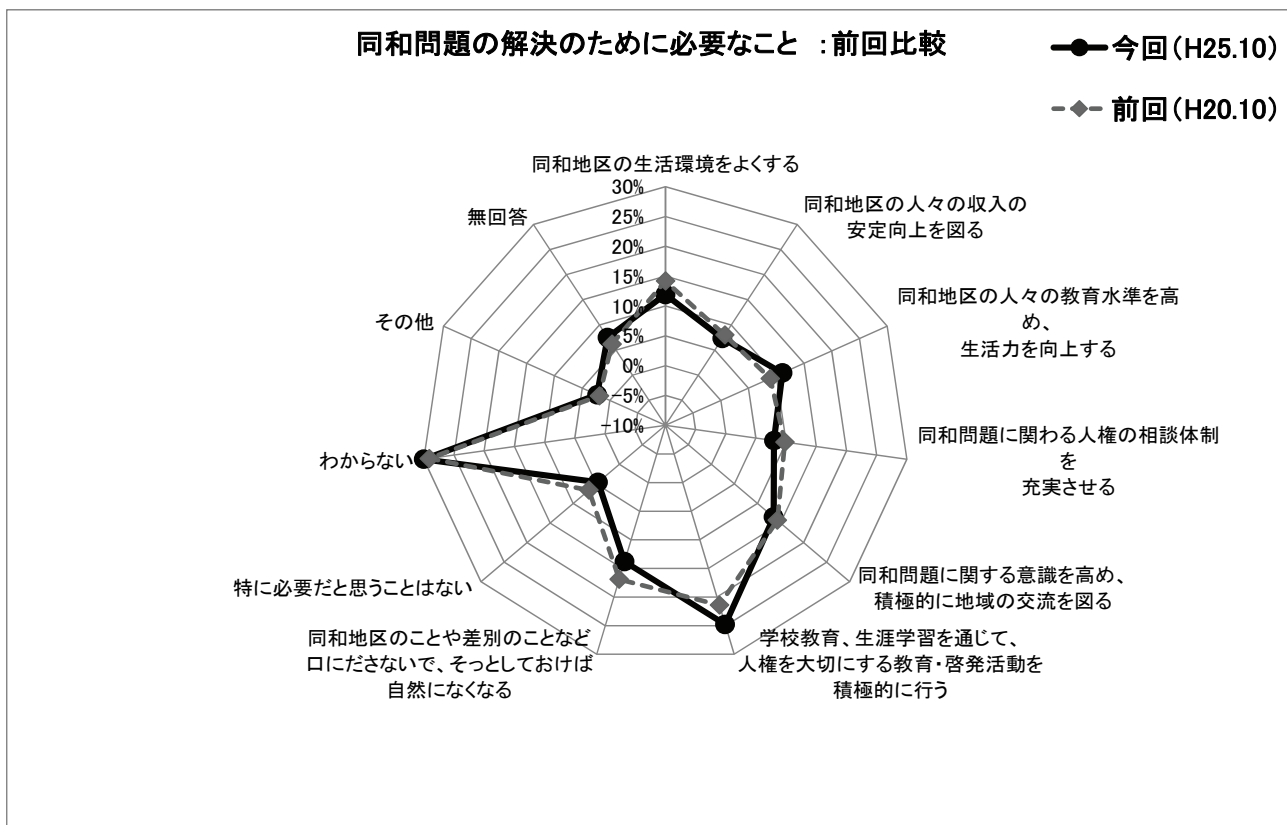 同和問題の解決のために必要なこと ：前回比較
今回(H25.10)
前回(H20.10)
同和地区の生活環境をよくする
同和地区の人々の収入の
安定向上を図る
同和地区の人々の教育水準を高
め、
生活力を向上する
同和問題に関わる人権の相談体制
を
充実させる
同和問題に関する意識を高め、
積極的に地域の交流を図る
学校教育、生涯学習を通じて、
人権を大切にする教育・啓発活動を
積極的に行う
同和地区のことや差別のことなど
口にださないで、そっとしておけば
自然になくなる
特に必要だと思うことはない
わからない
その他
無回答
30%
25%
20%
15%
10%
5%
0%
-5%
-10%